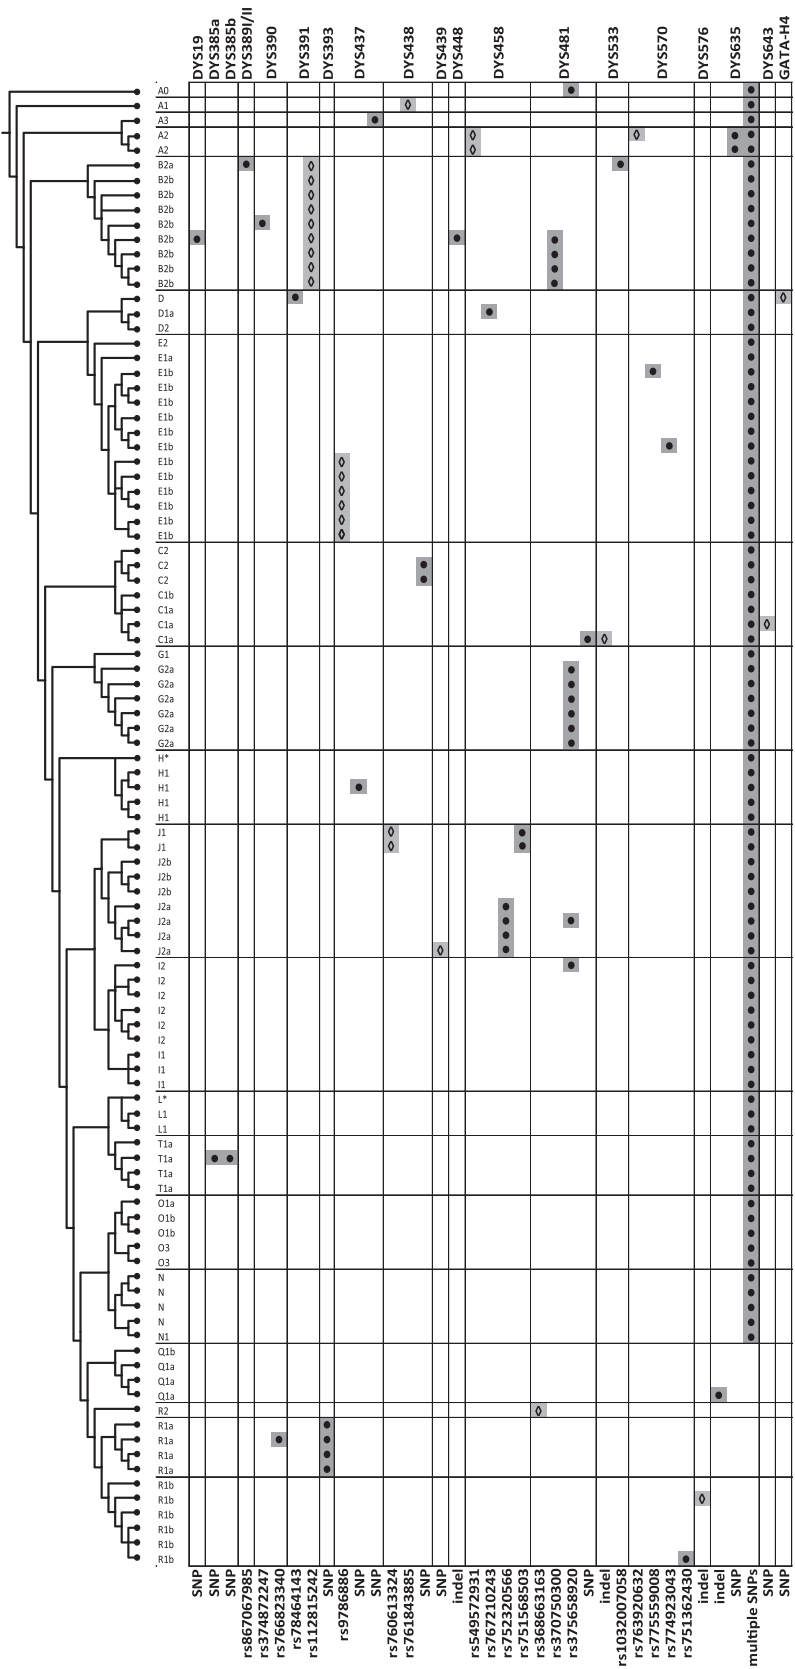 DYS19
DYS385a
DYS385b
DYS389I/II
DYS390
DYS391
DYS393
DYS437
DYS438
DYS439
DYS448
DYS458
DYS481
DYS533
DYS570
DYS576
DYS635
DYS643
GATA-H4
A0
A1
A3
A2
A2
B2a
B2b
B2b
B2b
B2b
B2b
B2b
B2b
B2b
D
D1a
D2
E2
E1a
E1b
E1b
E1b
E1b
E1b
E1b
E1b
E1b
E1b
E1b
E1b
E1b
C2
C2
C2
C1b
C1a
C1a
C1a
G1
G2a
G2a
G2a
G2a
G2a
G2a
H*
H1
H1
H1
H1
J1
J1
J2b
J2b
J2b
J2a
J2a
J2a
J2a
I2
I2
I2
I2
I2
I2
I1
I1
I1
L*
L1
L1
T1a
T1a
T1a
T1a
O1a
O1b
O1b
O3
O3
N
N
N
N
N1
Q1b
Q1a
Q1a
Q1a
R2
R1a
R1a
R1a
R1a
R1b
R1b
R1b
R1b
R1b
R1b
SNP
SNP
SNP
rs867067985
rs374872247
rs766823340
rs78464143
rs112815242
SNP
rs9786886
SNP
SNP
rs760613324
rs761843885
SNP
SNP
indel
rs549572931
rs767210243
rs752320566
rs751568503
rs368663163
rs370750300
rs375658920
SNP
indel
rs1032007058
rs763920632
rs775559008
rs774923043
rs751362430
indel
indel
SNP
multiple SNPs
SNP
SNP